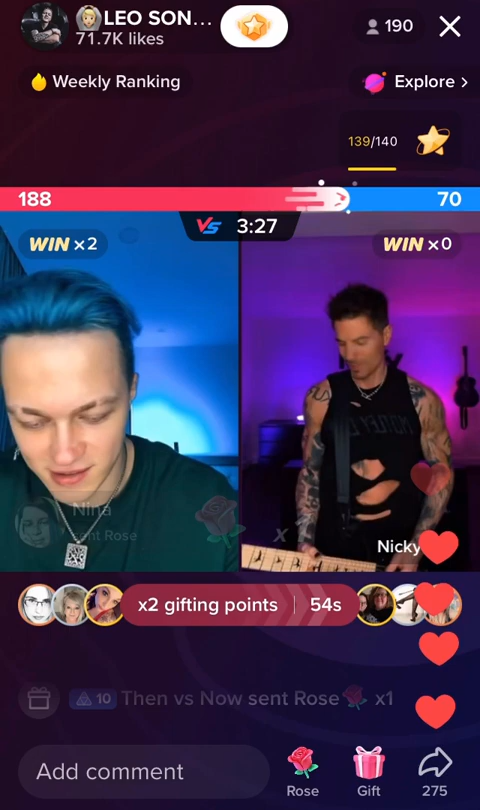 LEO SON...
71.7K likes
190
Weekly Ranking
Explore >
139/140
188
70
VS 3:27
WIN x2
WIN x0
Nina
sent Rose
x
Nicky
x2 gifting points | 54s
10 Then vs Now sent Rose x1
Add comment
Rose
Gift
275